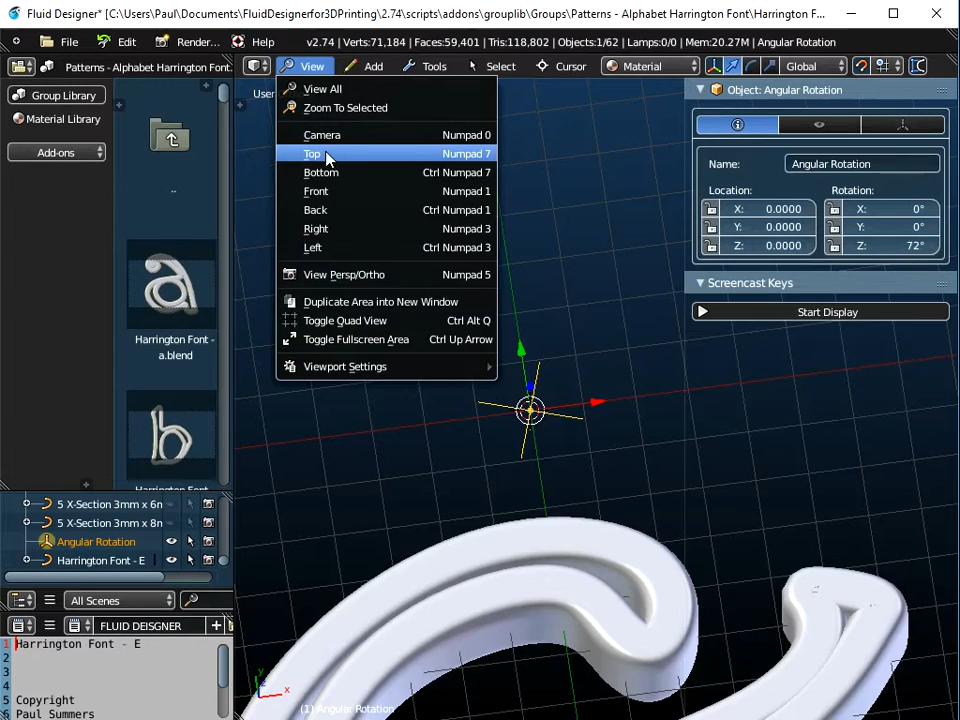 Fluid Designer* [C:\Users\Paul\Documents\FluidDesignerfor3DPrinting\2.74\scripts\addons\grouplib\Groups\Patterns - Alphabet Harrington Font\Harrington F...
File Edit Render... Help v2.74 | Verts:71,184 | Faces:59,401 | Tris:118,802 | Objects:1/62 | Lamps:0/0 | Mem:20.27M | Angular Rotation
Patterns - Alphabet Harrington Font. View Add Tools Select Cursor Material Global
Group Library
Material Library
Add-ons
..
Harrington Font -
a.blend
User
View All
Zoom To Selected
Camera Numpad 0
Top Numpad 7
Bottom Ctrl Numpad 7
Front Numpad 1
Back Ctrl Numpad 1
Right Numpad 3
Left Ctrl Numpad 3
View Persp/Ortho Numpad 5
Duplicate Area into New Window
Toggle Quad View Ctrl Alt Q
Toggle Fullscreen Area Ctrl Up Arrow
Viewport Settings
Object: Angular Rotation
Name: Angular Rotation
Location: Rotation:
X: 0.0000 X: 0°
Y: 0.0000 Y: 0°
Z: 0.0000 Z: 72°
Screencast Keys
Start Display
5 X-Section 3mm x 6n
5 X-Section 3mm x 8n
Angular Rotation
Harrington Font - E
All Scenes
FLUID DEISGNER
1 Harrington Font - E
2
3
4
5 Copyright
6 Paul Summers
y
x
(1) Angular Rotation